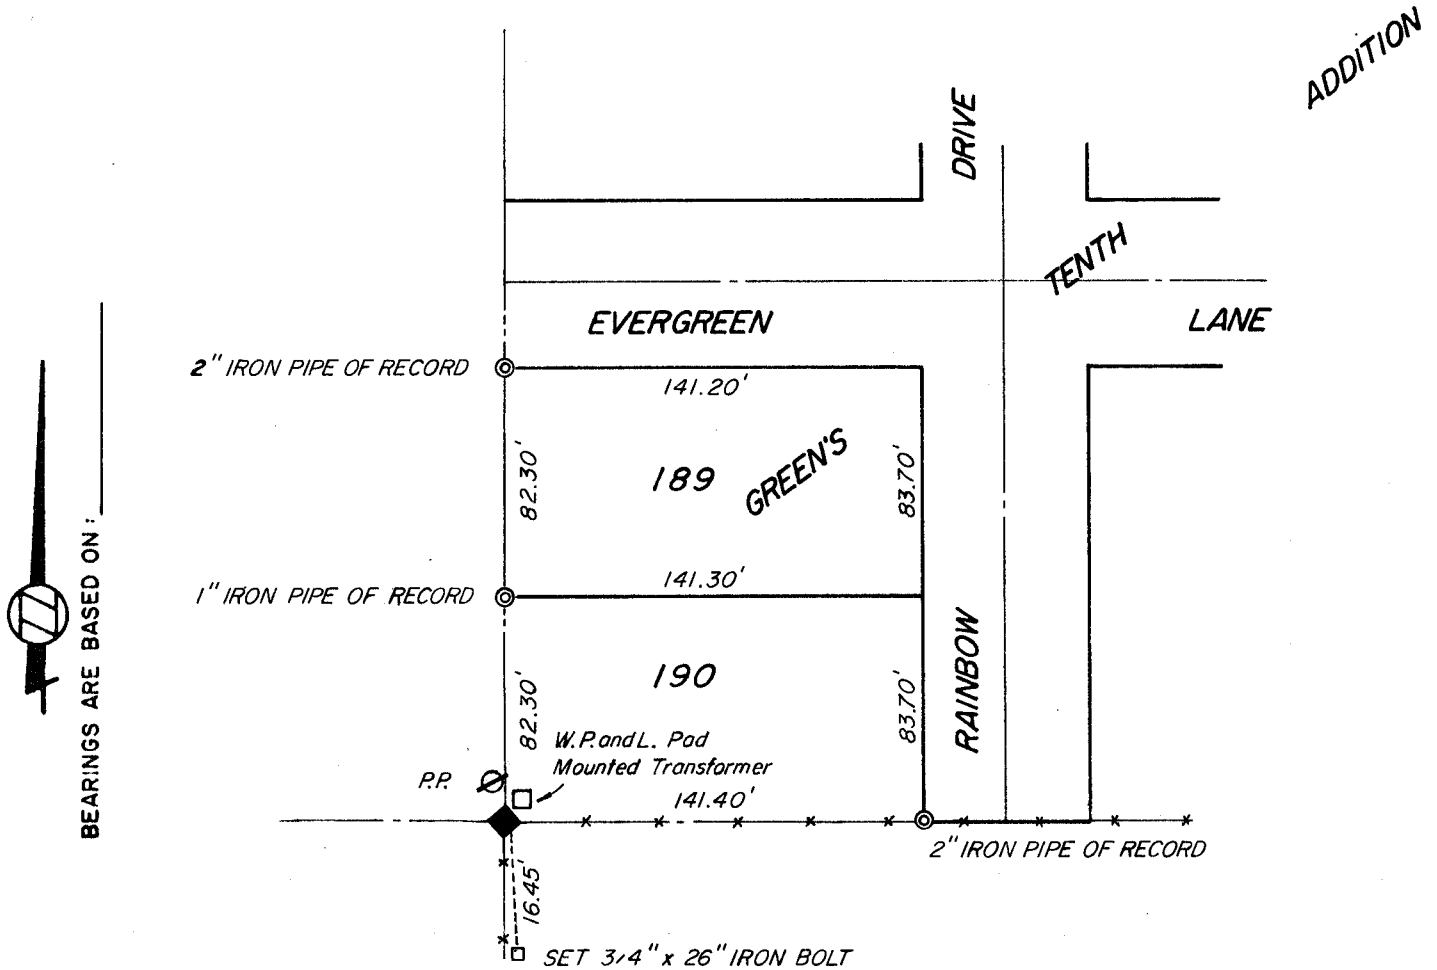 ADDITION
DRIVE
TENTH
EVERGREEN
LANE
2" IRON PIPE OF RECORD
141.20'
82.30'
189
GREEN'S
83.70'
1" IRON PIPE OF RECORD
141.30'
BEARINGS ARE BASED ON:
190
82.30'
83.70'
RAINBOW
W.P. and L. Pad
Mounted Transformer
P.P.
141.40'
2" IRON PIPE OF RECORD
16.45'
SET 3/4" x 26" IRON BOLT